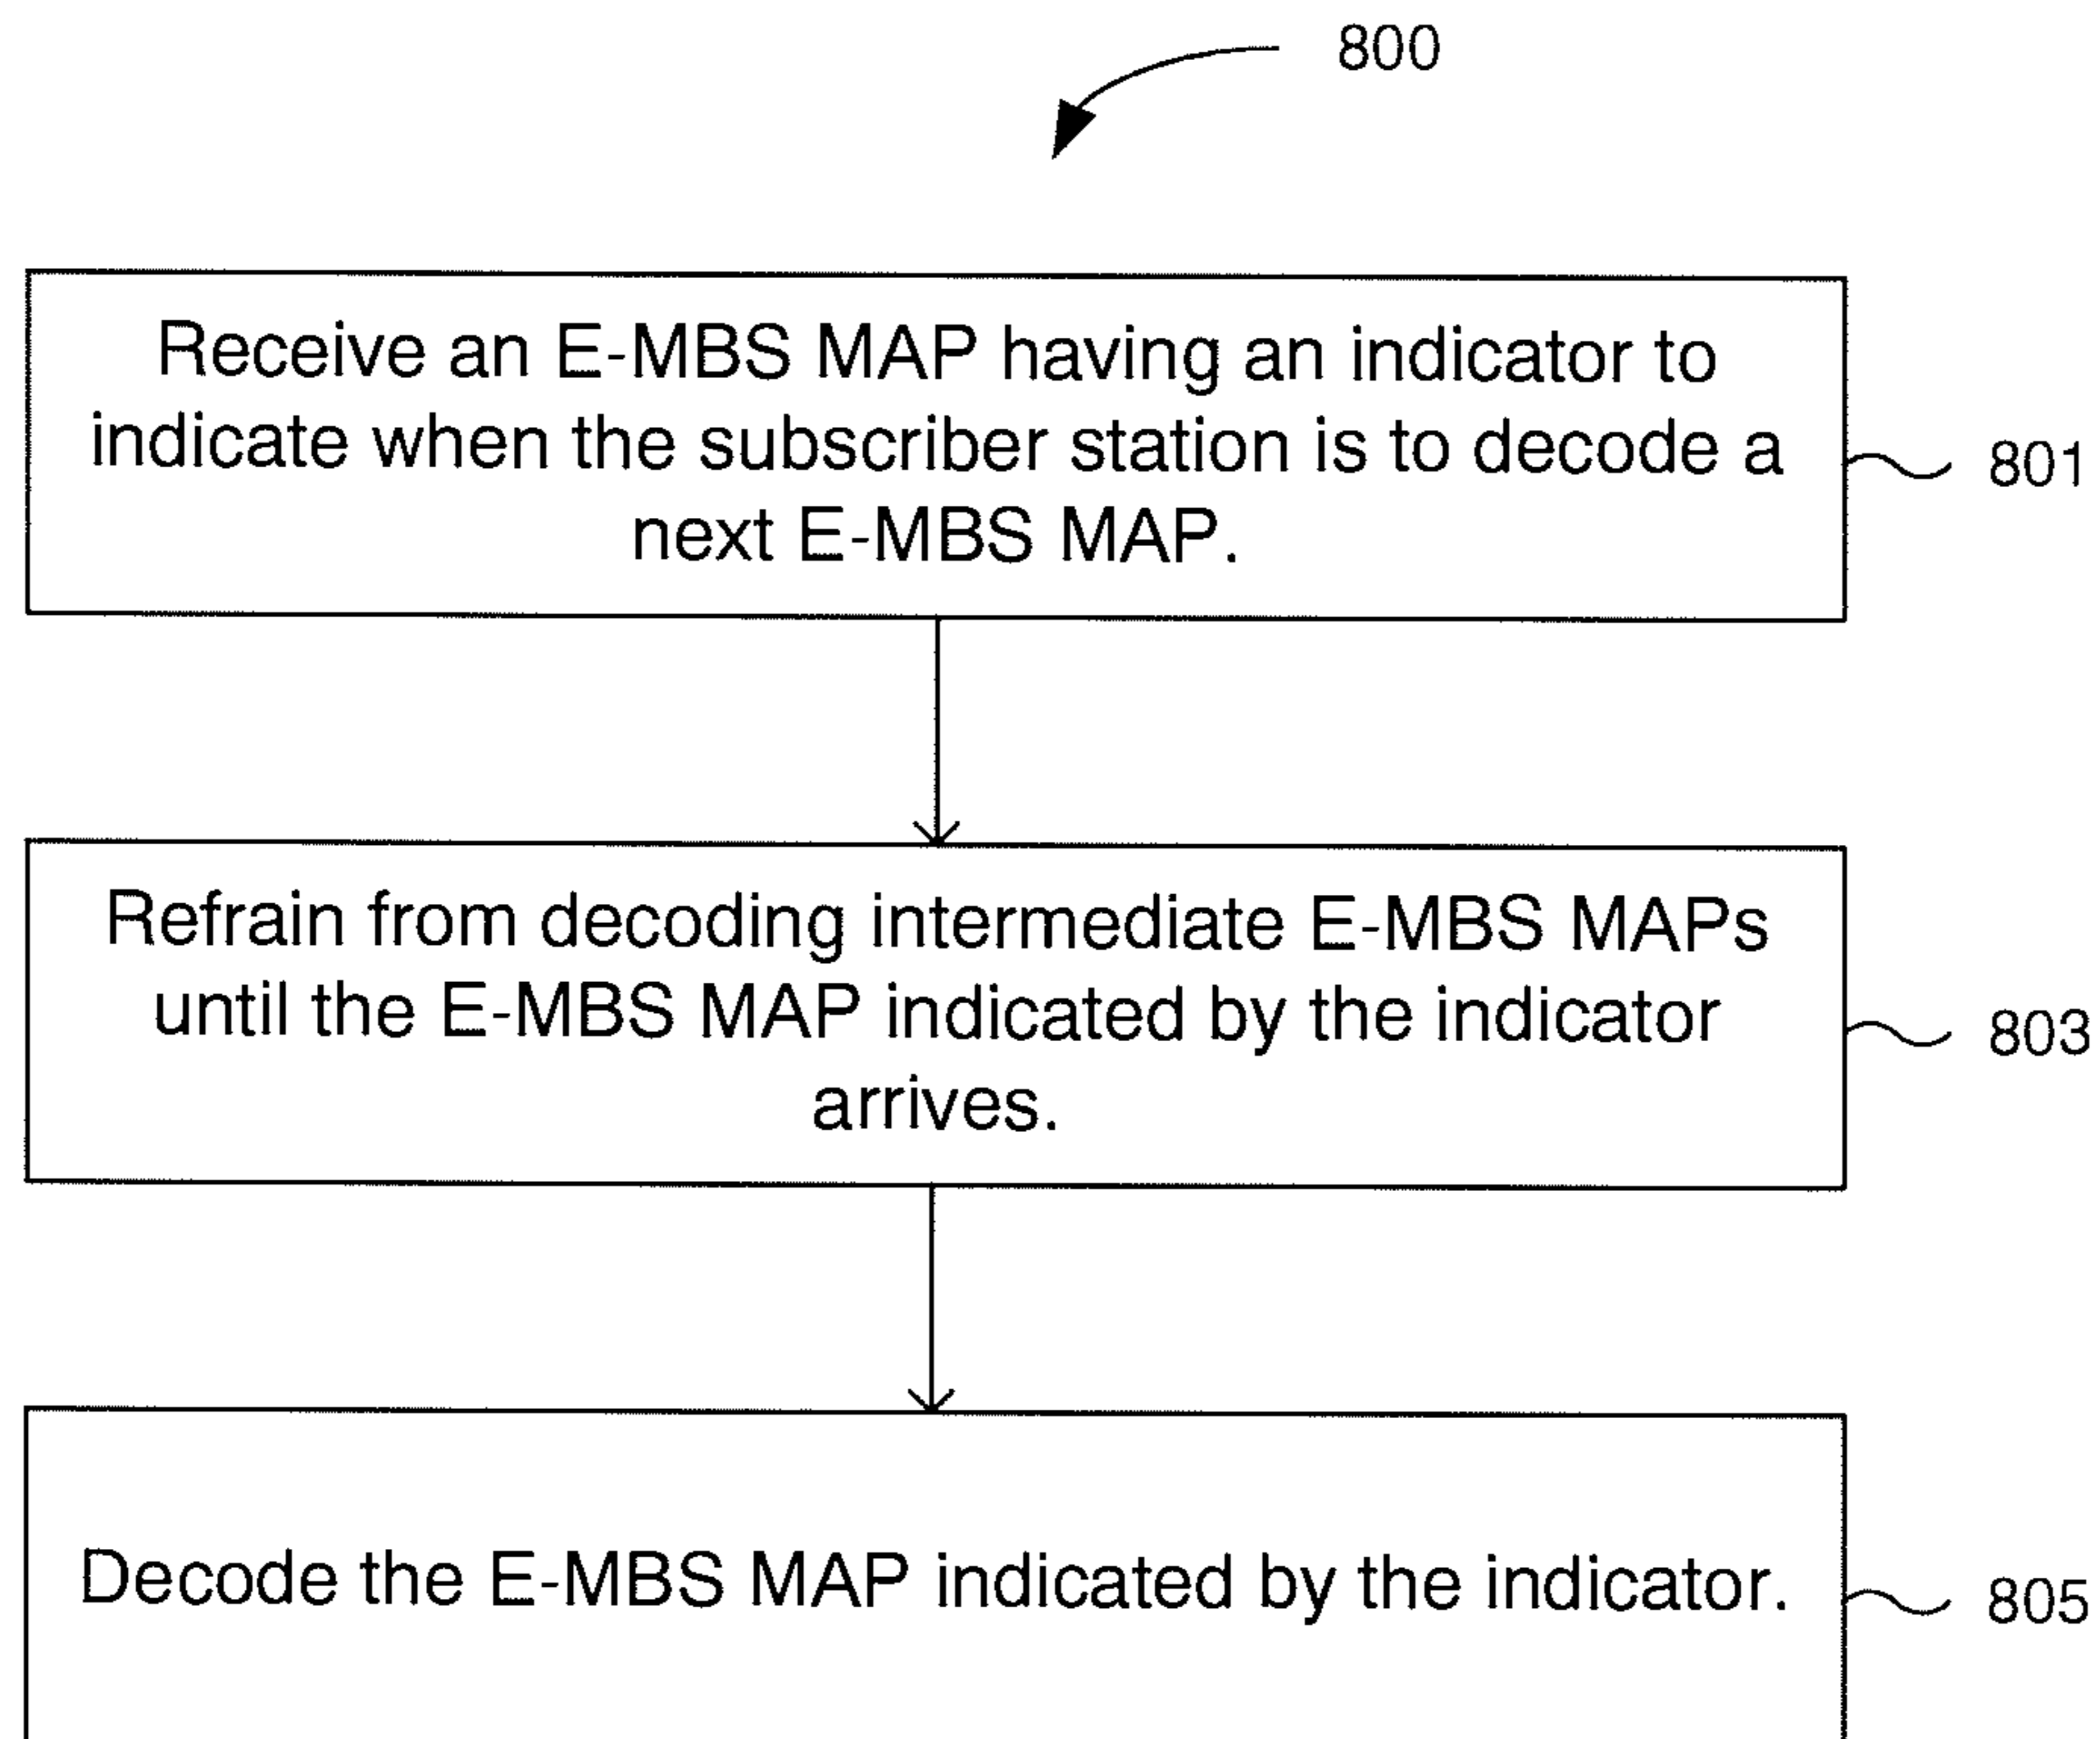 800
Receive an E-MBS MAP having an indicator to
indicate when the subscriber station is to decode a
next E-MBS MAP.
801
Refrain from decoding intermediate E-MBS MAPs
until the E-MBS MAP indicated by the indicator
arrives.
803
Decode the E-MBS MAP indicated by the indicator.
805